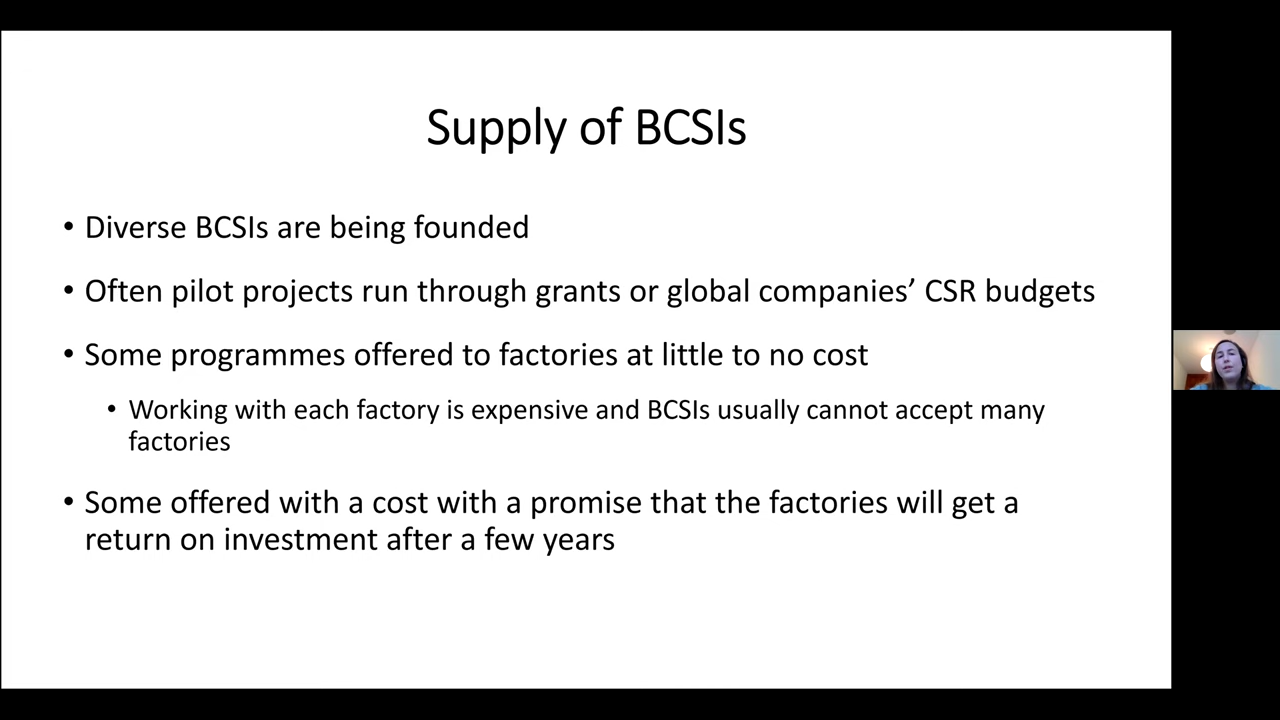 Supply of BCSIs
• Diverse BCSIs are being founded
• Often pilot projects run through grants or global companies’ CSR budgets
• Some programmes offered to factories at little to no cost
• Working with each factory is expensive and BCSIs usually cannot accept many
factories
• Some offered with a cost with a promise that the factories will get a
return on investment after a few years